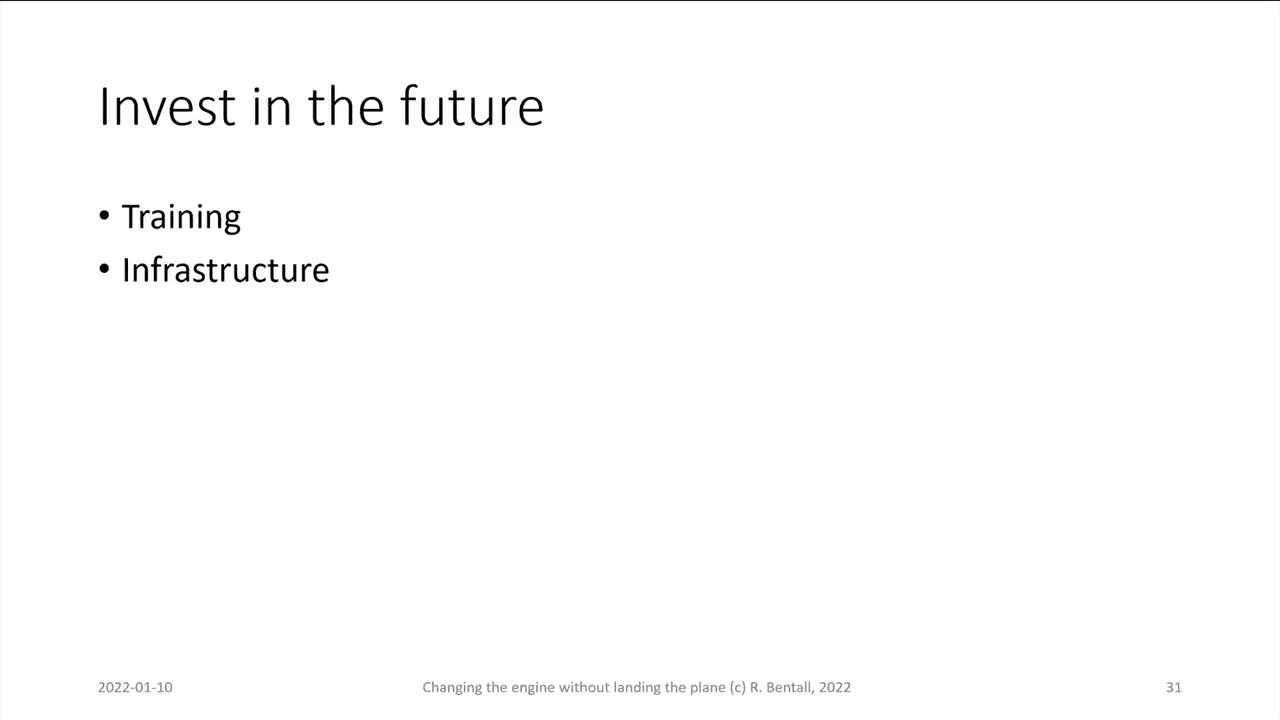 Invest in the future
• Training
• Infrastructure
2022-01-10
Changing the engine without landing the plane (c) R. Bentall, 2022
31